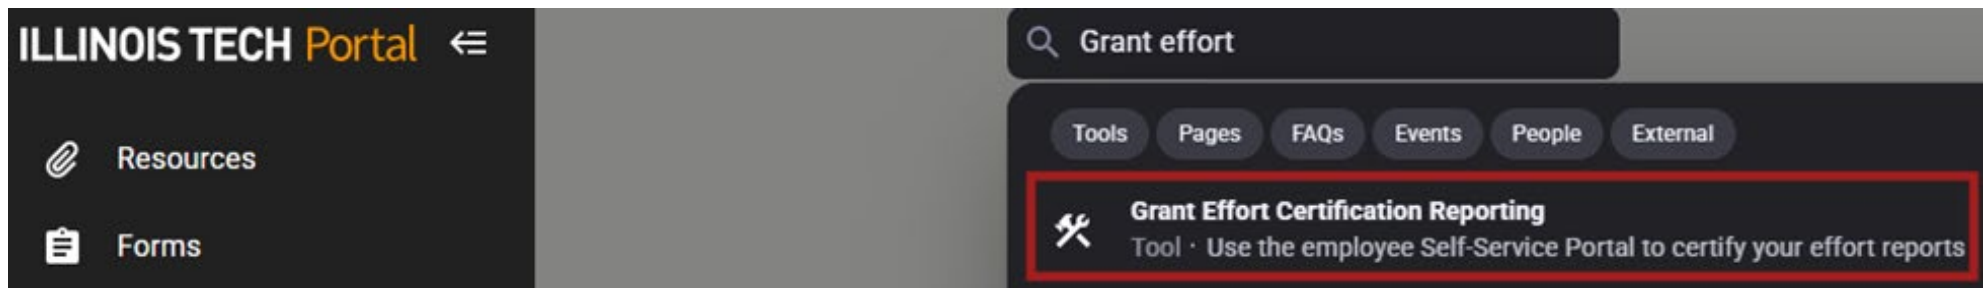 ILLINOIS TECH Portal
Resources
Forms
Grant effort
Tools Pages FAQs Events People External
Grant Effort Certification Reporting
Tool · Use the employee Self-Service Portal to certify your effort reports